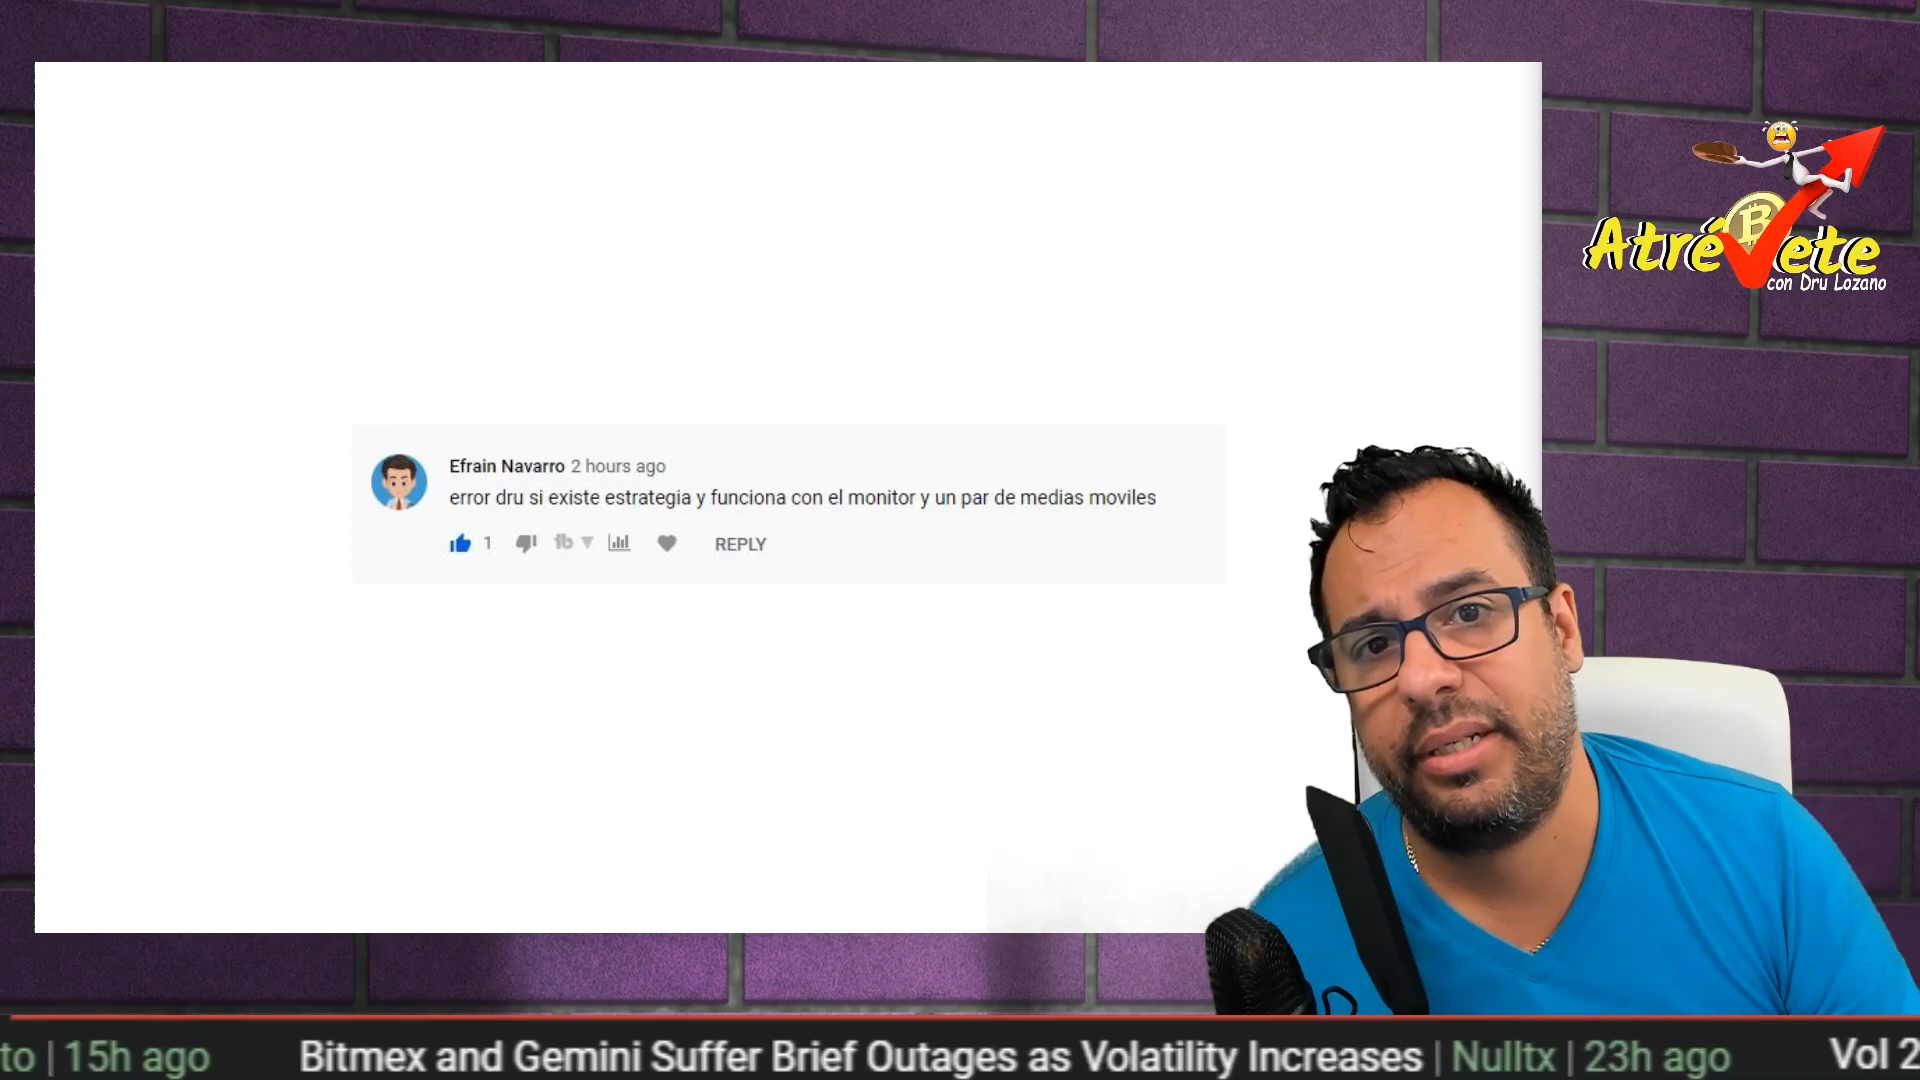 Atrévete
con Dru Lozano
Efrain Navarro 2 hours ago
error dru si existe estrategia y funciona con el monitor y un par de medias moviles
1 REPLY
to | 15h ago Bitmex and Gemini Suffer Brief Outages as Volatility Increases | Nulltx | 23h ago Vol 2